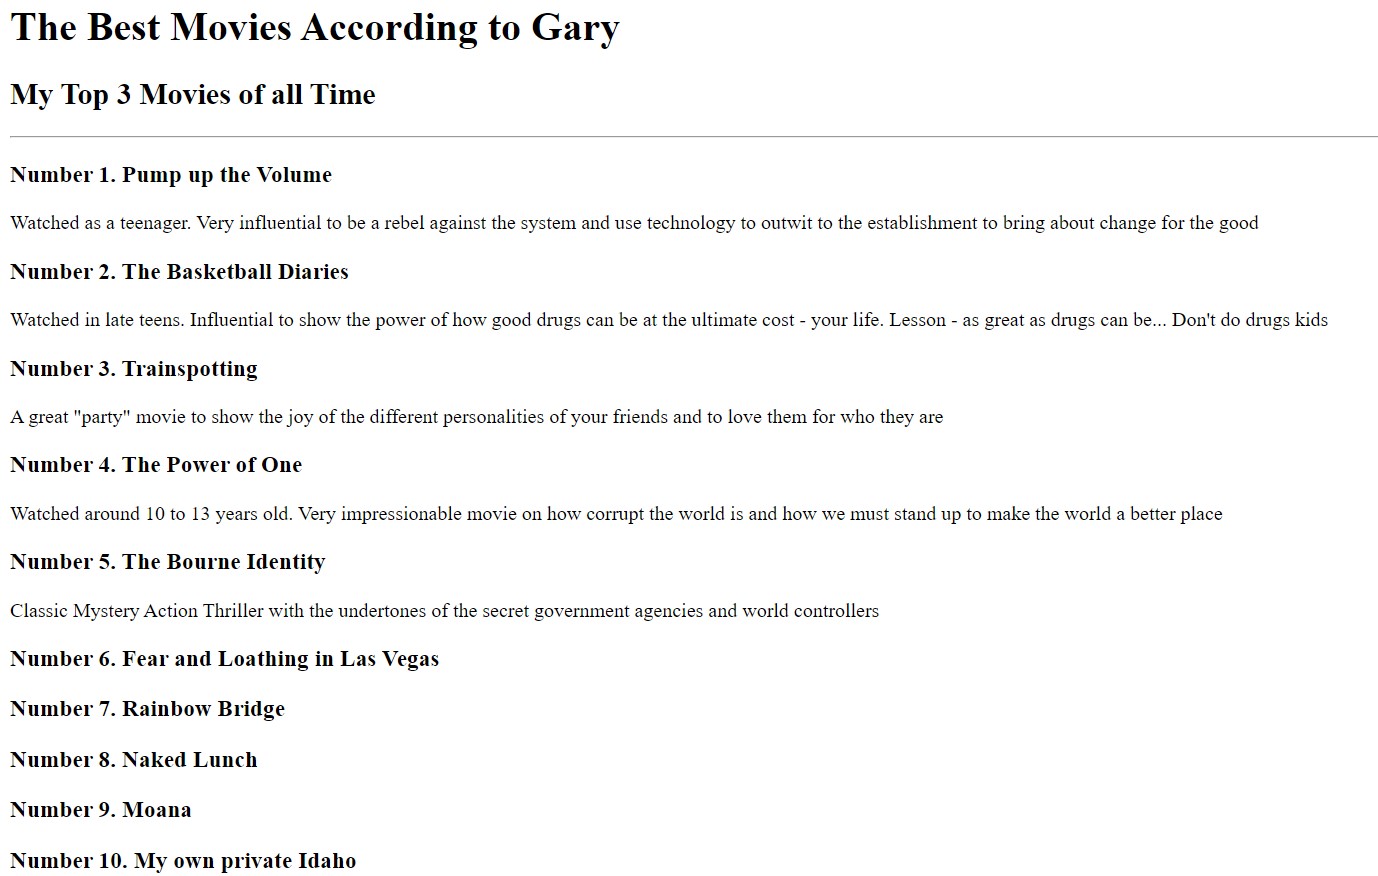 The Best Movies According to Gary
My Top 3 Movies of all Time
Number 1. Pump up the Volume
Watched as a teenager. Very influential to be a rebel against the system and use technology to outwit to the establishment to bring about change for the good
Number 2. The Basketball Diaries
Watched in late teens. Influential to show the power of how good drugs can be at the ultimate cost - your life. Lesson - as great as drugs can be... Don't do drugs kids
Number 3. Trainspotting
A great "party" movie to show the joy of the different personalities of your friends and to love them for who they are
Number 4. The Power of One
Watched around 10 to 13 years old. Very impressionable movie on how corrupt the world is and how we must stand up to make the world a better place
Number 5. The Bourne Identity
Classic Mystery Action Thriller with the undertones of the secret government agencies and world controllers
Number 6. Fear and Loathing in Las Vegas
Number 7. Rainbow Bridge
Number 8. Naked Lunch
Number 9. Moana
Number 10. My own private Idaho